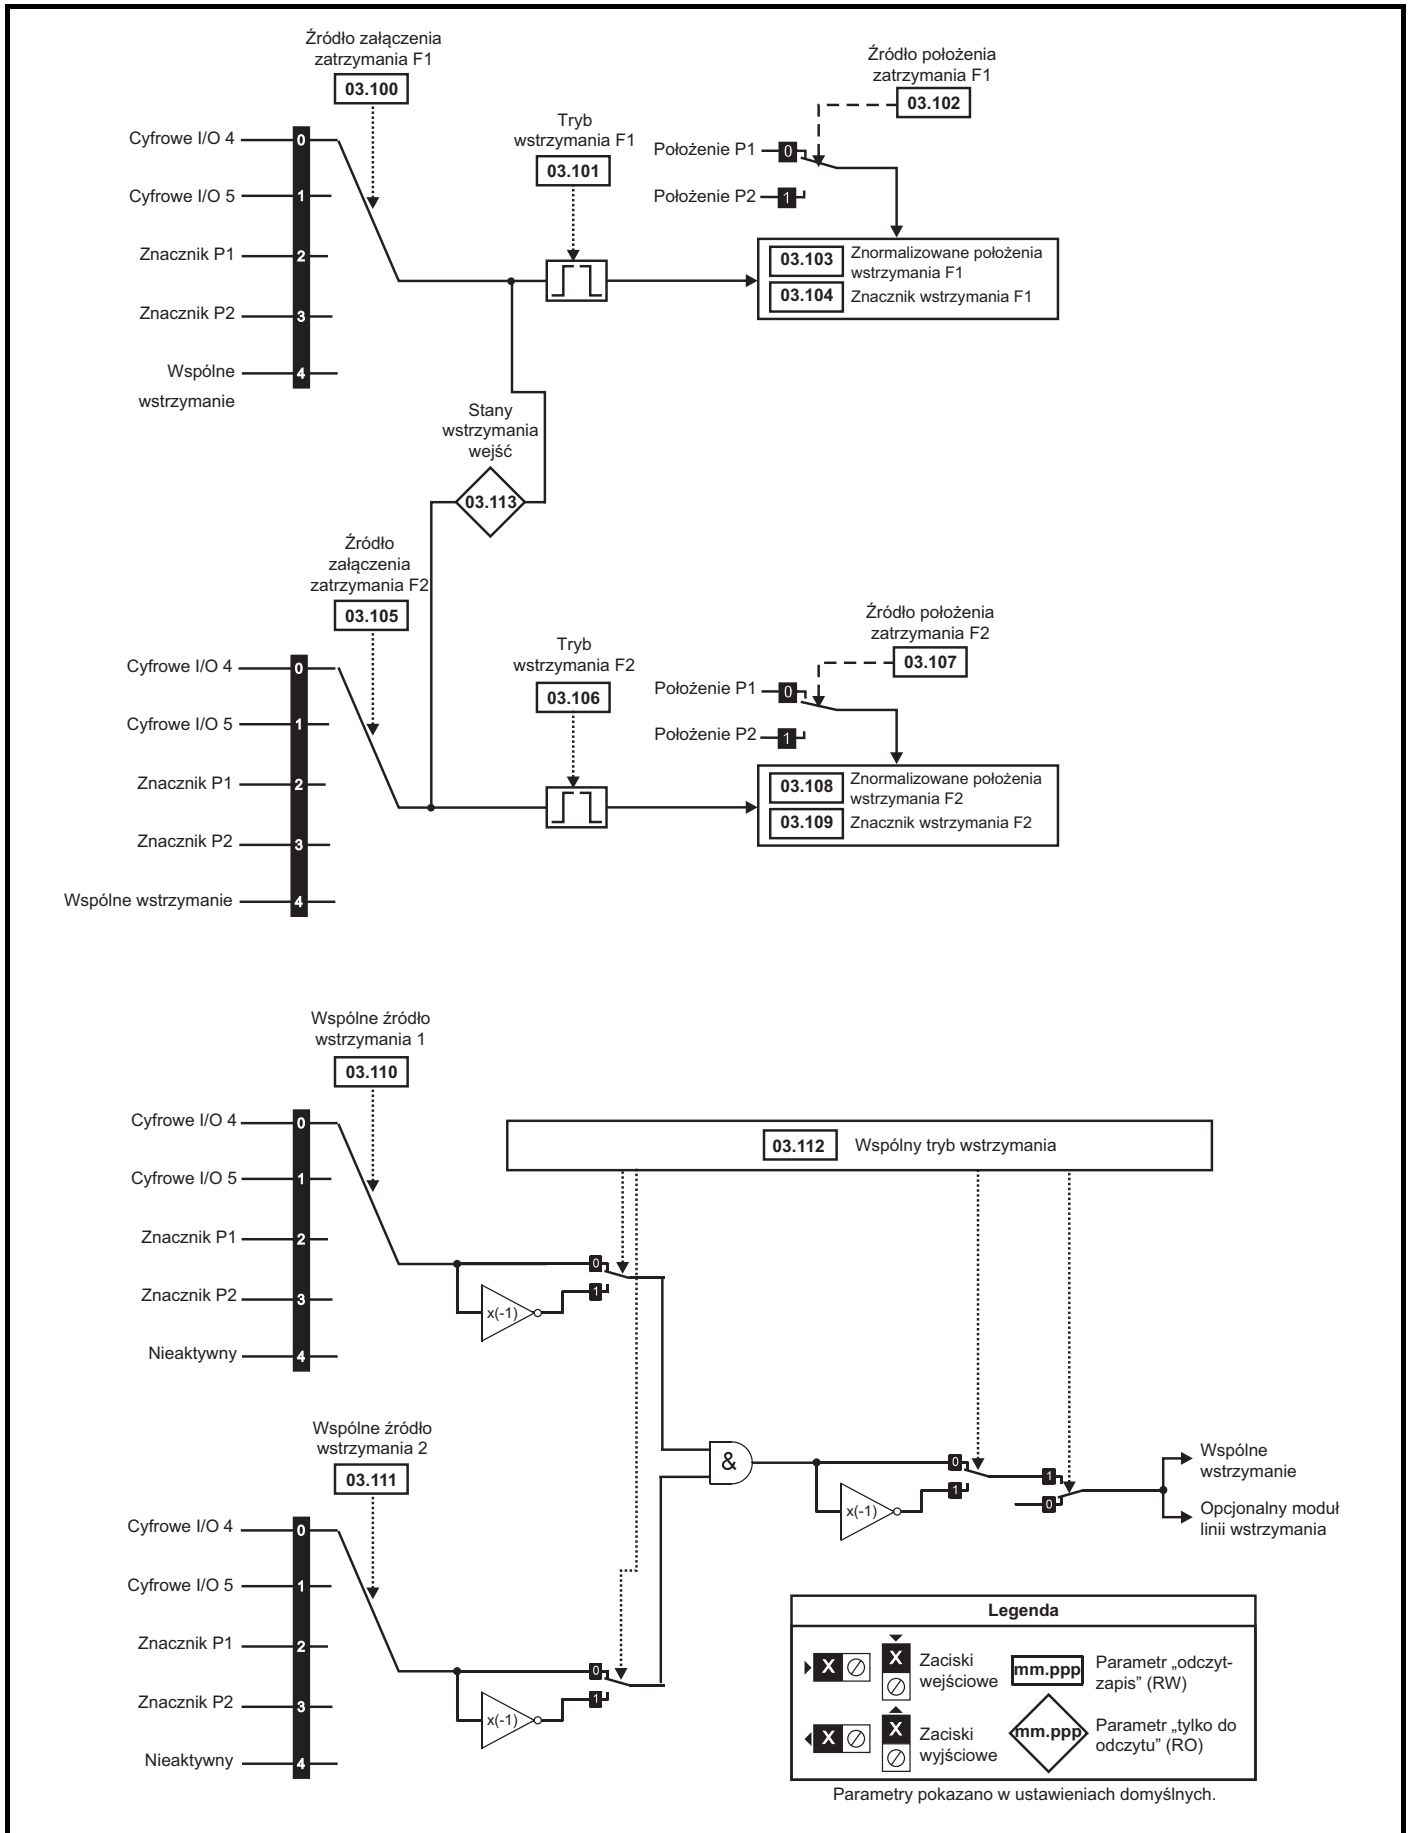 Źródło załączenia
zatrzymania F1
03.100
Źródło położenia
zatrzymania F1
03.102
Cyfrowe I/O 4
0
Cyfrowe I/O 5
1
Znacznik P1
2
Znacznik P2
3
Wspólne
wstrzymanie
4
Tryb
wstrzymania F1
03.101
Położenie P1
0
Położenie P2
1
03.103 Znormalizowane położenia
wstrzymania F1
03.104 Znacznik wstrzymania F1
Stany
wstrzymania
wejść
03.113
Źródło
załączenia
zatrzymania F2
03.105
Źródło położenia
zatrzymania F2
03.107
Cyfrowe I/O 4
0
Cyfrowe I/O 5
1
Znacznik P1
2
Znacznik P2
3
Wspólne wstrzymanie
4
Tryb
wstrzymania F2
03.106
Położenie P1
0
Położenie P2
1
03.108 Znormalizowane położenia
wstrzymania F2
03.109 Znacznik wstrzymania F2
Wspólne źródło
wstrzymania 1
03.110
Cyfrowe I/O 4
0
Cyfrowe I/O 5
1
Znacznik P1
2
Znacznik P2
3
Nieaktywny
4
03.112 Wspólny tryb wstrzymania
0
1
x(-1)
Wspólne źródło
wstrzymania 2
03.111
Cyfrowe I/O 4
0
Cyfrowe I/O 5
1
Znacznik P1
2
Znacznik P2
3
Nieaktywny
4
0
1
x(-1)
&
0
1
x(-1)
1
0
Wspólne
wstrzymanie
Opcjonalny moduł
linii wstrzymania
Legenda
X
X
Zaciski
wejściowe
mm.ppp
Parametr „odczyt-
zapis” (RW)
X
X
Zaciski
wyjściowe
mm.ppp
Parametr „tylko do
odczytu” (RO)
Parametry pokazano w ustawieniach domyślnych.